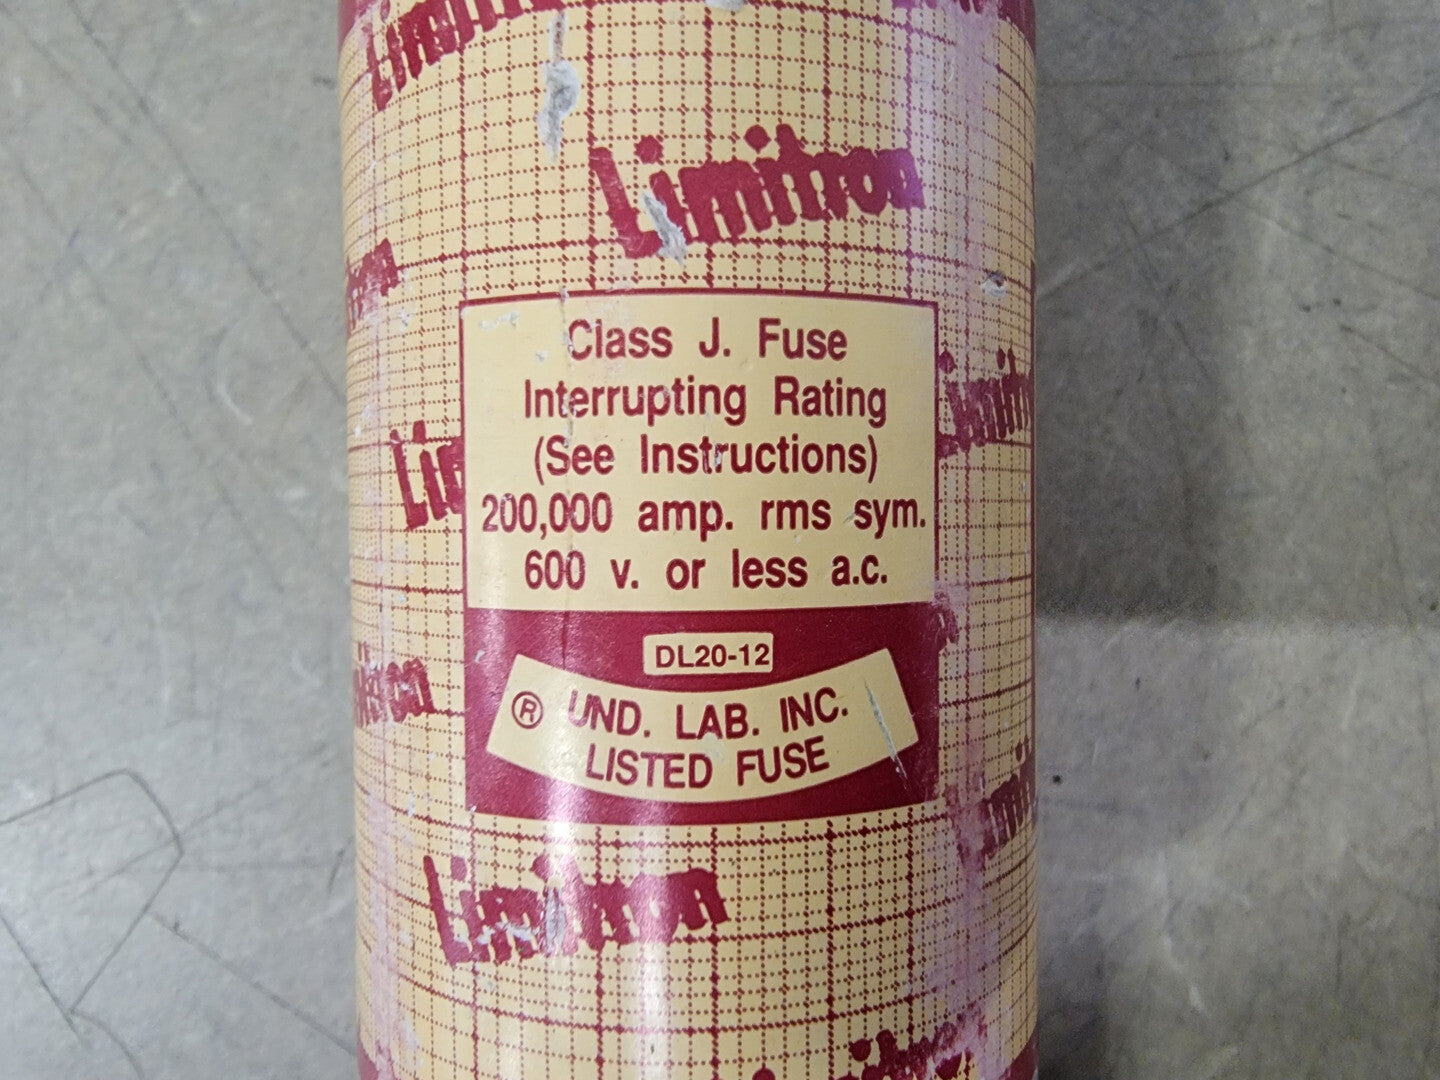 Limitron
Class J. Fuse
Interrupting Rating
(See Instructions)
200,000 amp. rms sym.
600 v. or less a.c.
DL20-12
® UND. LAB. INC.
LISTED FUSE
Limitron